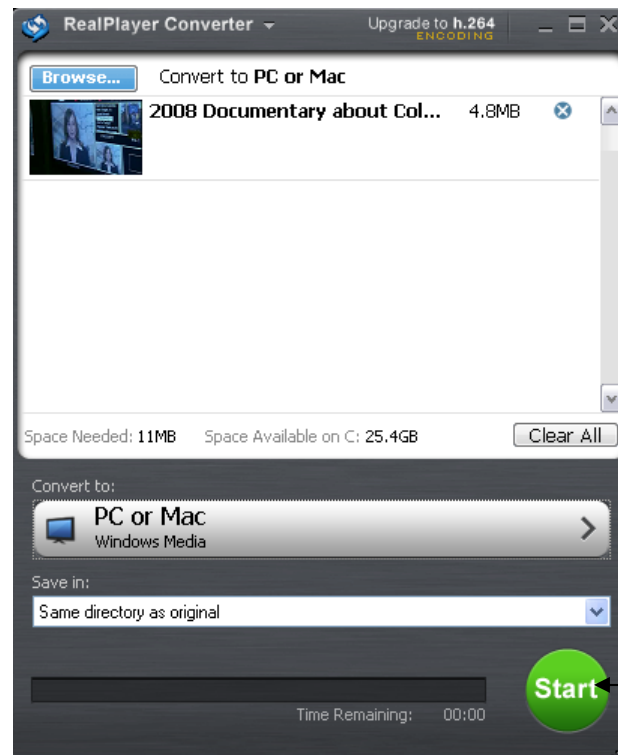 RealPlayer Converter
Upgrade to h.264
ENCODING
Browse...
Convert to PC or Mac
2008 Documentary about Col... 4.8MB
Space Needed: 11MB Space Available on C: 25.4GB
Clear All
Convert to:
PC or Mac
Windows Media
Save in:
Same directory as original
Start
Time Remaining: 00:00